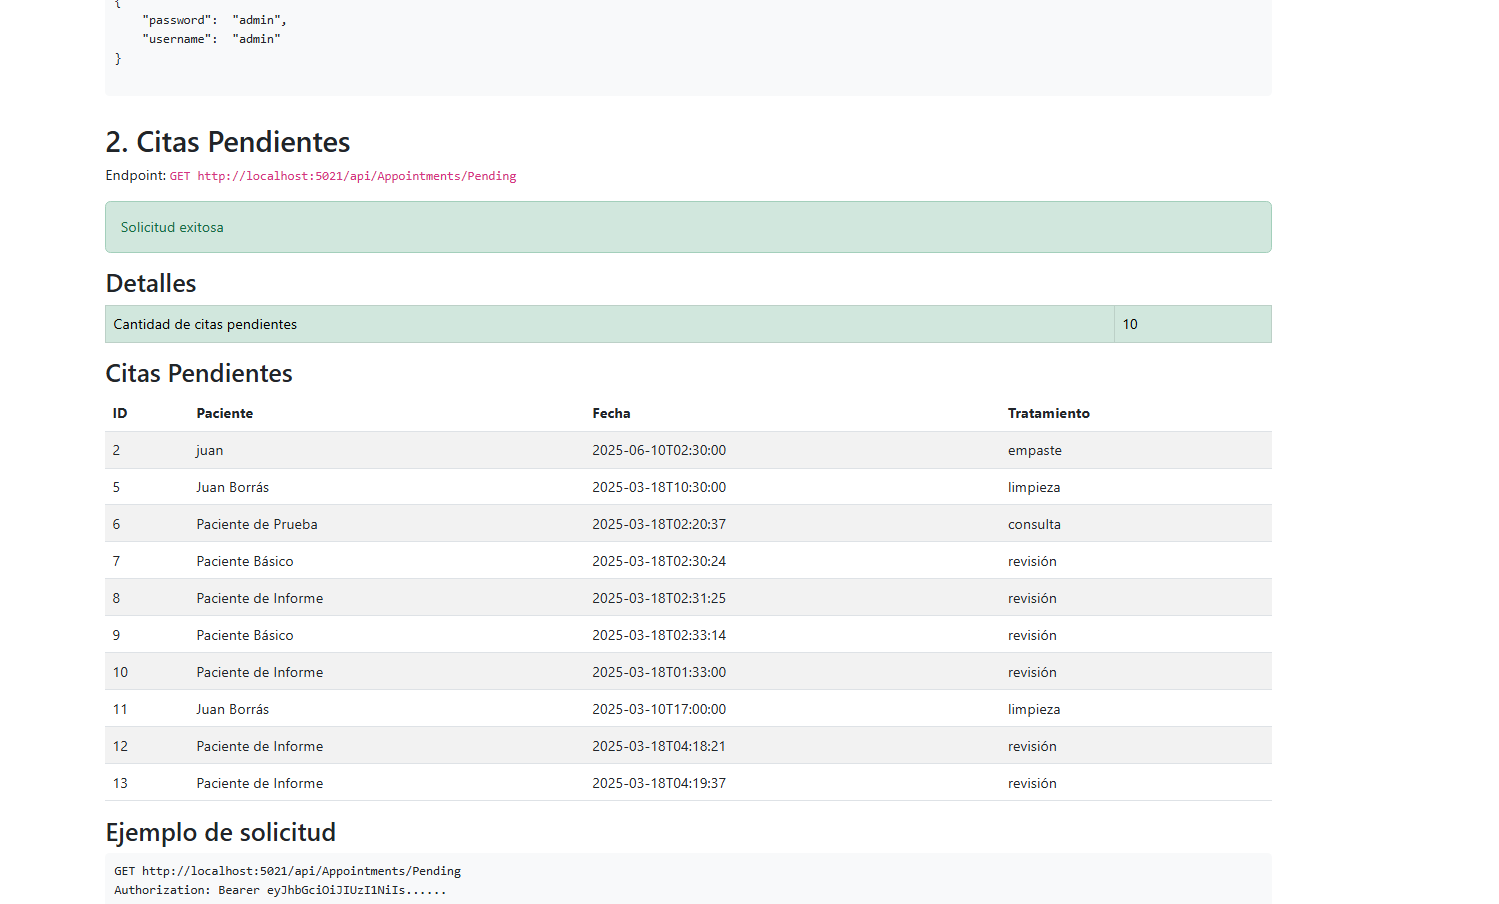 {
    "password":  "admin",
    "username":  "admin"
}
2. Citas Pendientes
Endpoint: GET http://localhost:5021/api/Appointments/Pending
Solicitud exitosa
Detalles
Cantidad de citas pendientes 10
Citas Pendientes
ID Paciente Fecha Tratamiento
2 juan 2025-06-10T02:30:00 empaste
5 Juan Borrás 2025-03-18T10:30:00 limpieza
6 Paciente de Prueba 2025-03-18T02:20:37 consulta
7 Paciente Básico 2025-03-18T02:30:24 revisión
8 Paciente de Informe 2025-03-18T02:31:25 revisión
9 Paciente Básico 2025-03-18T02:33:14 revisión
10 Paciente de Informe 2025-03-18T01:33:00 revisión
11 Juan Borrás 2025-03-10T17:00:00 limpieza
12 Paciente de Informe 2025-03-18T04:18:21 revisión
13 Paciente de Informe 2025-03-18T04:19:37 revisión
Ejemplo de solicitud
GET http://localhost:5021/api/Appointments/Pending
Authorization: Bearer eyJhbGciOiJIUzI1NiIs......